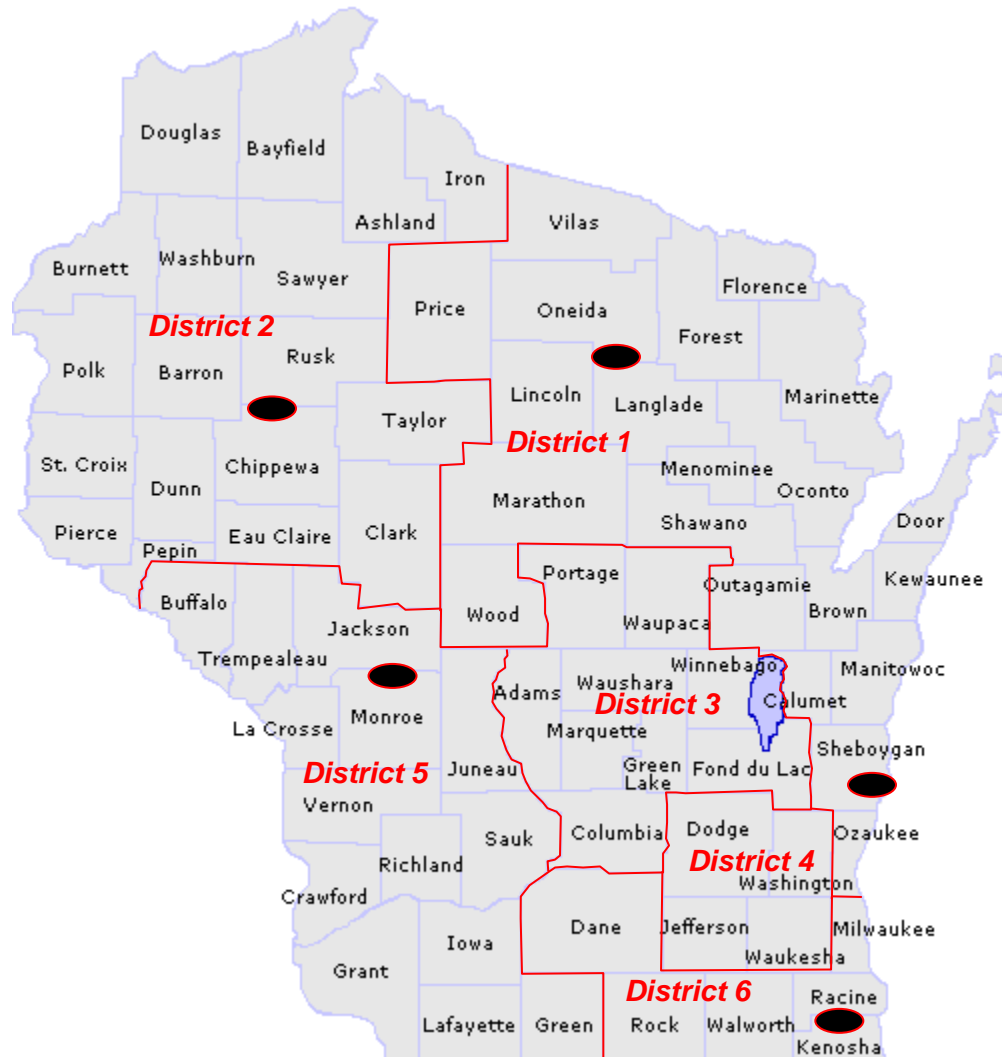 Douglas
Bayfield
Iron
Ashland
Vilas
Burnett
Washburn
Sawyer
Florence
Price
Oneida
District 2
Forest
Rusk
Polk
Barron
Lincoln
Langlade
Marinette
Taylor
District 1
St. Croix
Chippewa
Menominee
Dunn
Marathon
Oconto
Pierce
Eau Claire
Clark
Shawano
Door
Pepin
Portage
Outagamie
Kewaunee
Buffalo
Wood
Waupaca
Brown
Jackson
Trempealeau
Winnebago
Manitowoc
Adams
Waushara
Calumet
District 3
La Crosse
Monroe
Marquette
Sheboygan
Juneau
Green
Lake
Fond du Lac
District 5
Vernon
Sauk
Columbia
Dodge
Ozaukee
Richland
District 4
Washington
Crawford
Dane
Jefferson
Milwaukee
Iowa
Waukesha
Grant
District 6
Racine
Lafayette
Green
Rock
Walworth
Kenosha